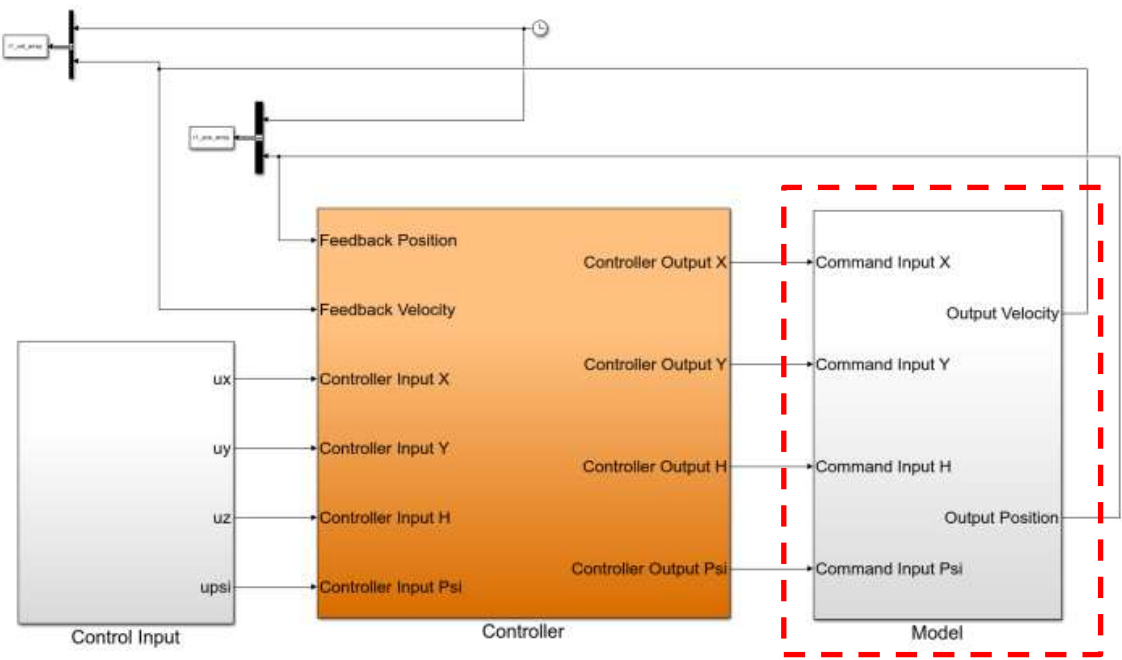 Feedback Position
Feedback Velocity
Controller Input X
Controller Input Y
Controller Input H
Controller Input Psi
Controller Output X
Controller Output Y
Controller Output H
Controller Output Psi
Controller
Command Input X
Output Velocity
Command Input Y
Command Input H
Output Position
Command Input Psi
Model
ux
uy
uz
upsi
Control Input